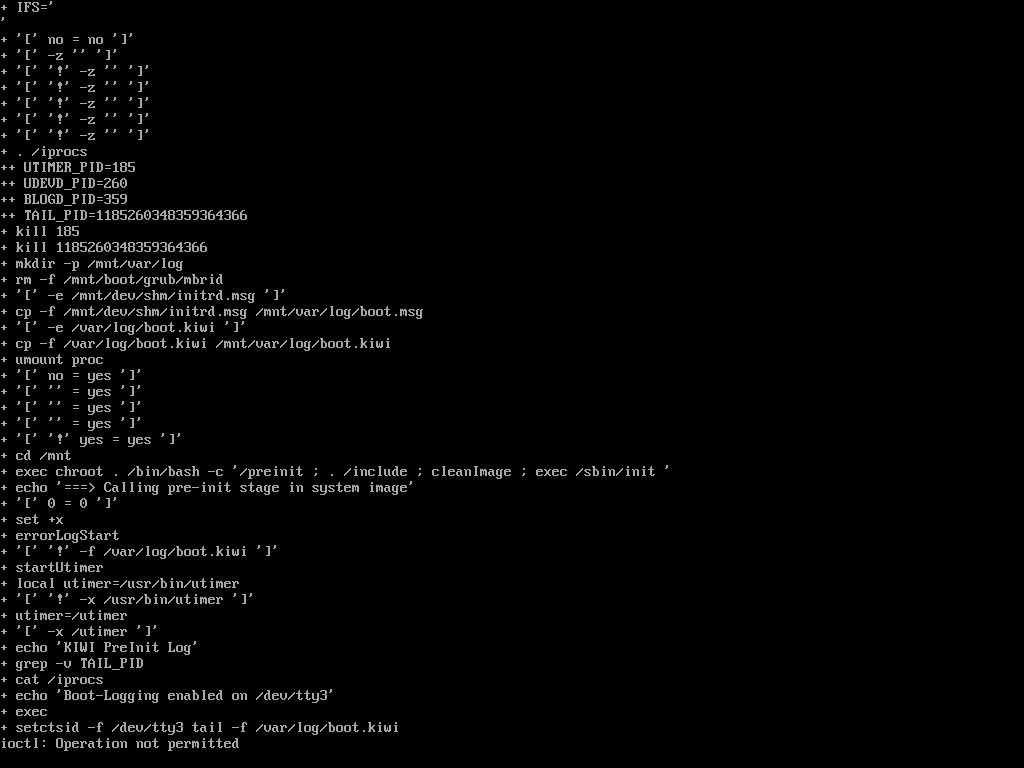 + IFS='
'
+ '[' no = no ']'
+ '[' -z '' ']'
+ '[' '!' -z '' ']'
+ '[' '!' -z '' ']'
+ '[' '!' -z '' ']'
+ '[' '!' -z '' ']'
+ '[' '!' -z '' ']'
+ . /iprocs
++ UTIMER_PID=185
++ UDEVD_PID=260
++ BLOGD_PID=359
++ TAIL_PID=1185260348359364366
+ kill 185
+ kill 1185260348359364366
+ mkdir -p /mnt/var/log
+ rm -f /mnt/boot/grub/mbrid
+ '[' -e /mnt/dev/shm/initrd.msg ']'
+ cp -f /mnt/dev/shm/initrd.msg /mnt/var/log/boot.msg
+ '[' -e /var/log/boot.kiwi ']'
+ cp -f /var/log/boot.kiwi /mnt/var/log/boot.kiwi
+ umount proc
+ '[' no = yes ']'
+ '[' '' = yes ']'
+ '[' '' = yes ']'
+ '[' '' = yes ']'
+ '[' '!' yes = yes ']'
+ cd /mnt
+ exec chroot . /bin/bash -c '/preinit ; . /include ; cleanImage ; exec /sbin/init '
+ echo '===> Calling pre-init stage in system image'
+ '[' 0 = 0 ']'
+ set +x
+ errorLogStart
+ '[' '!' -f /var/log/boot.kiwi ']'
+ startUtimer
+ local utimer=/usr/bin/utimer
+ '[' '!' -x /usr/bin/utimer ']'
+ utimer=/utimer
+ '[' -x /utimer ']'
+ echo 'KIWI PreInit Log'
+ grep -v TAIL_PID
+ cat /iprocs
+ echo 'Boot-Logging enabled on /dev/tty3'
+ exec
+ setctsid -f /dev/tty3 tail -f /var/log/boot.kiwi
ioctl: Operation not permitted